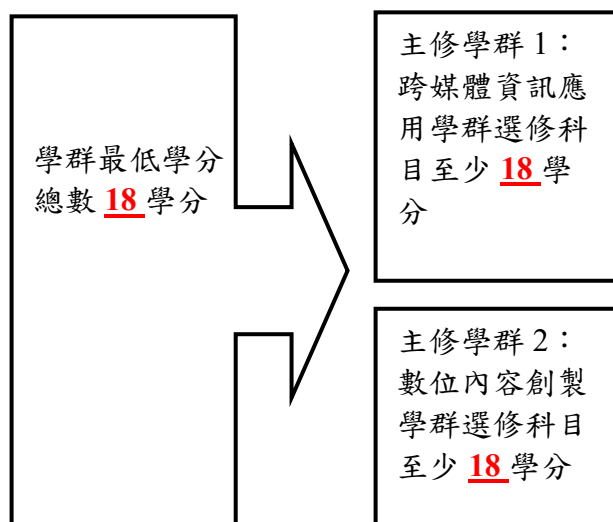 學群最低學分
總數 18 學分
主修學群 1：
跨媒體資訊應
用學群選修科
目至少 18 學
分
主修學群 2：
數位內容創製
學群選修科目
至少 18 學分